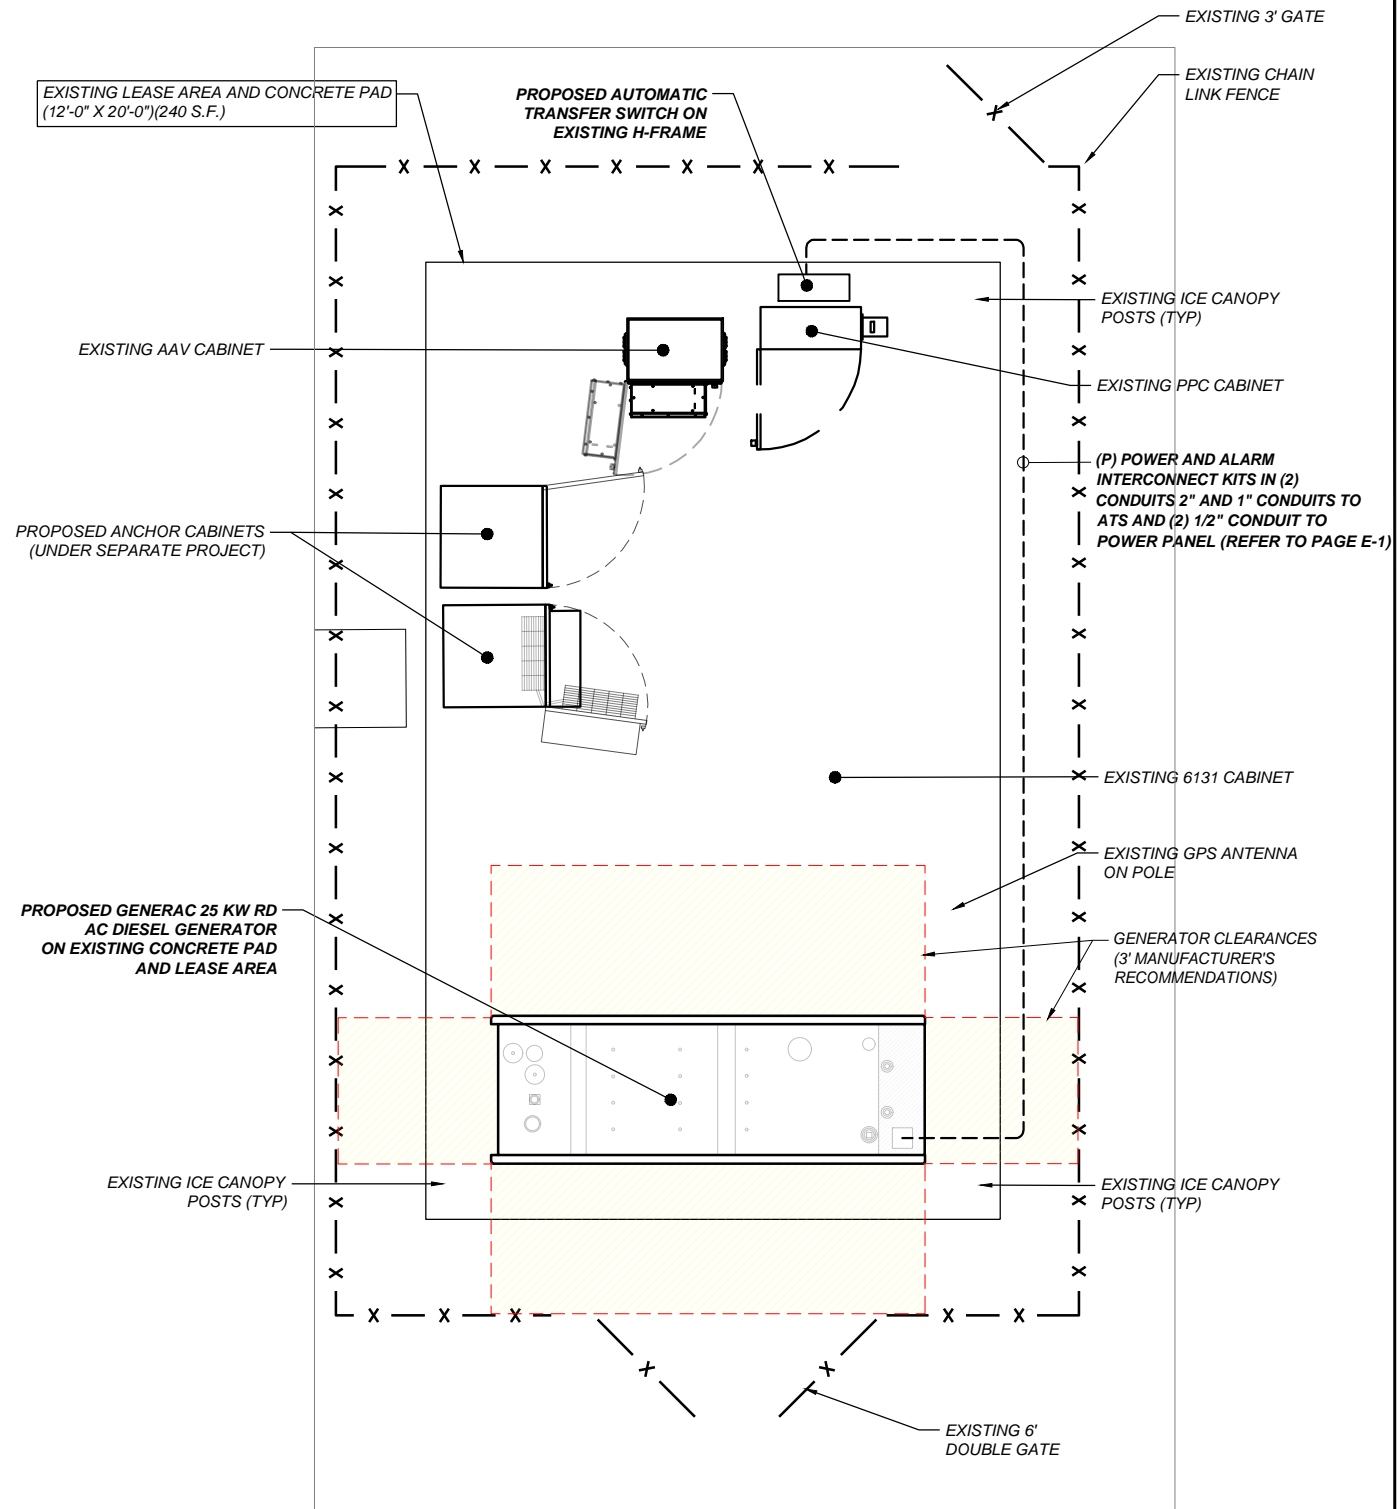 EXISTING 3' GATE
EXISTING CHAIN
LINK FENCE
EXISTING LEASE AREA AND CONCRETE PAD
(12'-0" X 20'-0")(240 S.F.)
PROPOSED AUTOMATIC
TRANSFER SWITCH ON
EXISTING H-FRAME
EXISTING ICE CANOPY
POSTS (TYP)
EXISTING AAV CABINET
EXISTING PPC CABINET
(P) POWER AND ALARM
INTERCONNECT KITS IN (2)
CONDUITS 2" AND 1" CONDUITS TO
ATS AND (2) 1/2" CONDUIT TO
POWER PANEL (REFER TO PAGE E-1)
PROPOSED ANCHOR CABINETS
(UNDER SEPARATE PROJECT)
EXISTING 6131 CABINET
EXISTING GPS ANTENNA
ON POLE
PROPOSED GENERAC 25 KW RD
AC DIESEL GENERATOR
ON EXISTING CONCRETE PAD
AND LEASE AREA
GENERATOR CLEARANCES
(3' MANUFACTURER'S
RECOMMENDATIONS)
EXISTING ICE CANOPY
POSTS (TYP)
EXISTING ICE CANOPY
POSTS (TYP)
EXISTING 6'
DOUBLE GATE